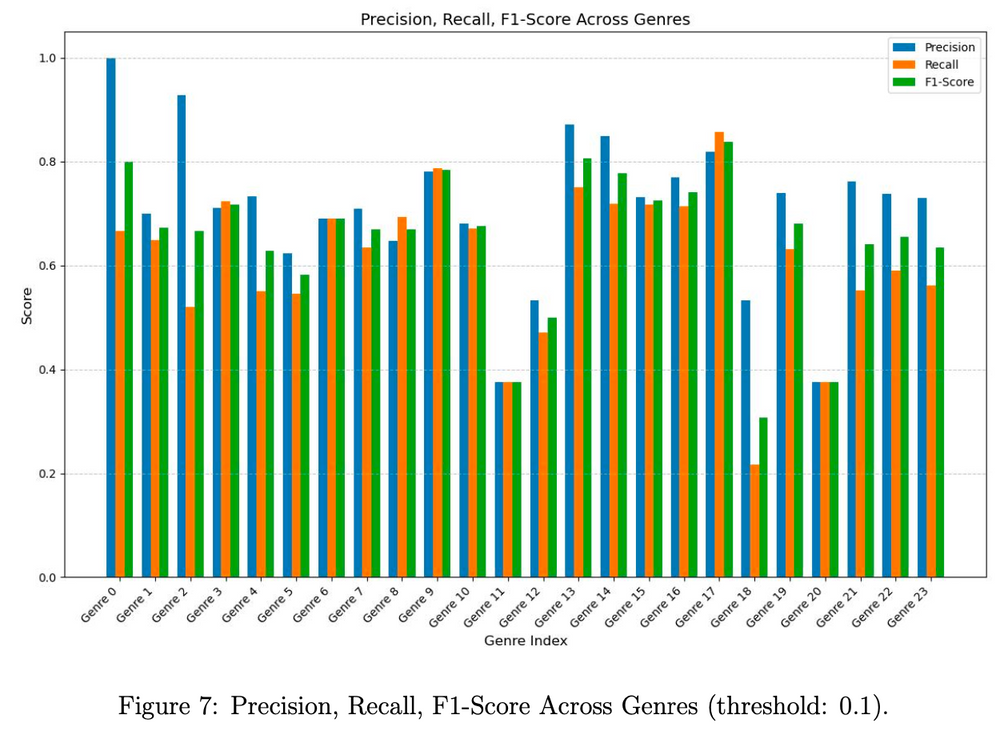 Precision, Recall, F1-Score Across Genres
Precision
Recall
F1-Score
Score
1.0
0.8
0.6
0.4
0.2
0.0
Genre 0
Genre 1
Genre 2
Genre 3
Genre 4
Genre 5
Genre 6
Genre 7
Genre 8
Genre 9
Genre 10
Genre 11
Genre 12
Genre 13
Genre 14
Genre 15
Genre 16
Genre 17
Genre 18
Genre 19
Genre 20
Genre 21
Genre 22
Genre 23
Genre Index
Figure 7: Precision, Recall, F1-Score Across Genres (threshold: 0.1).